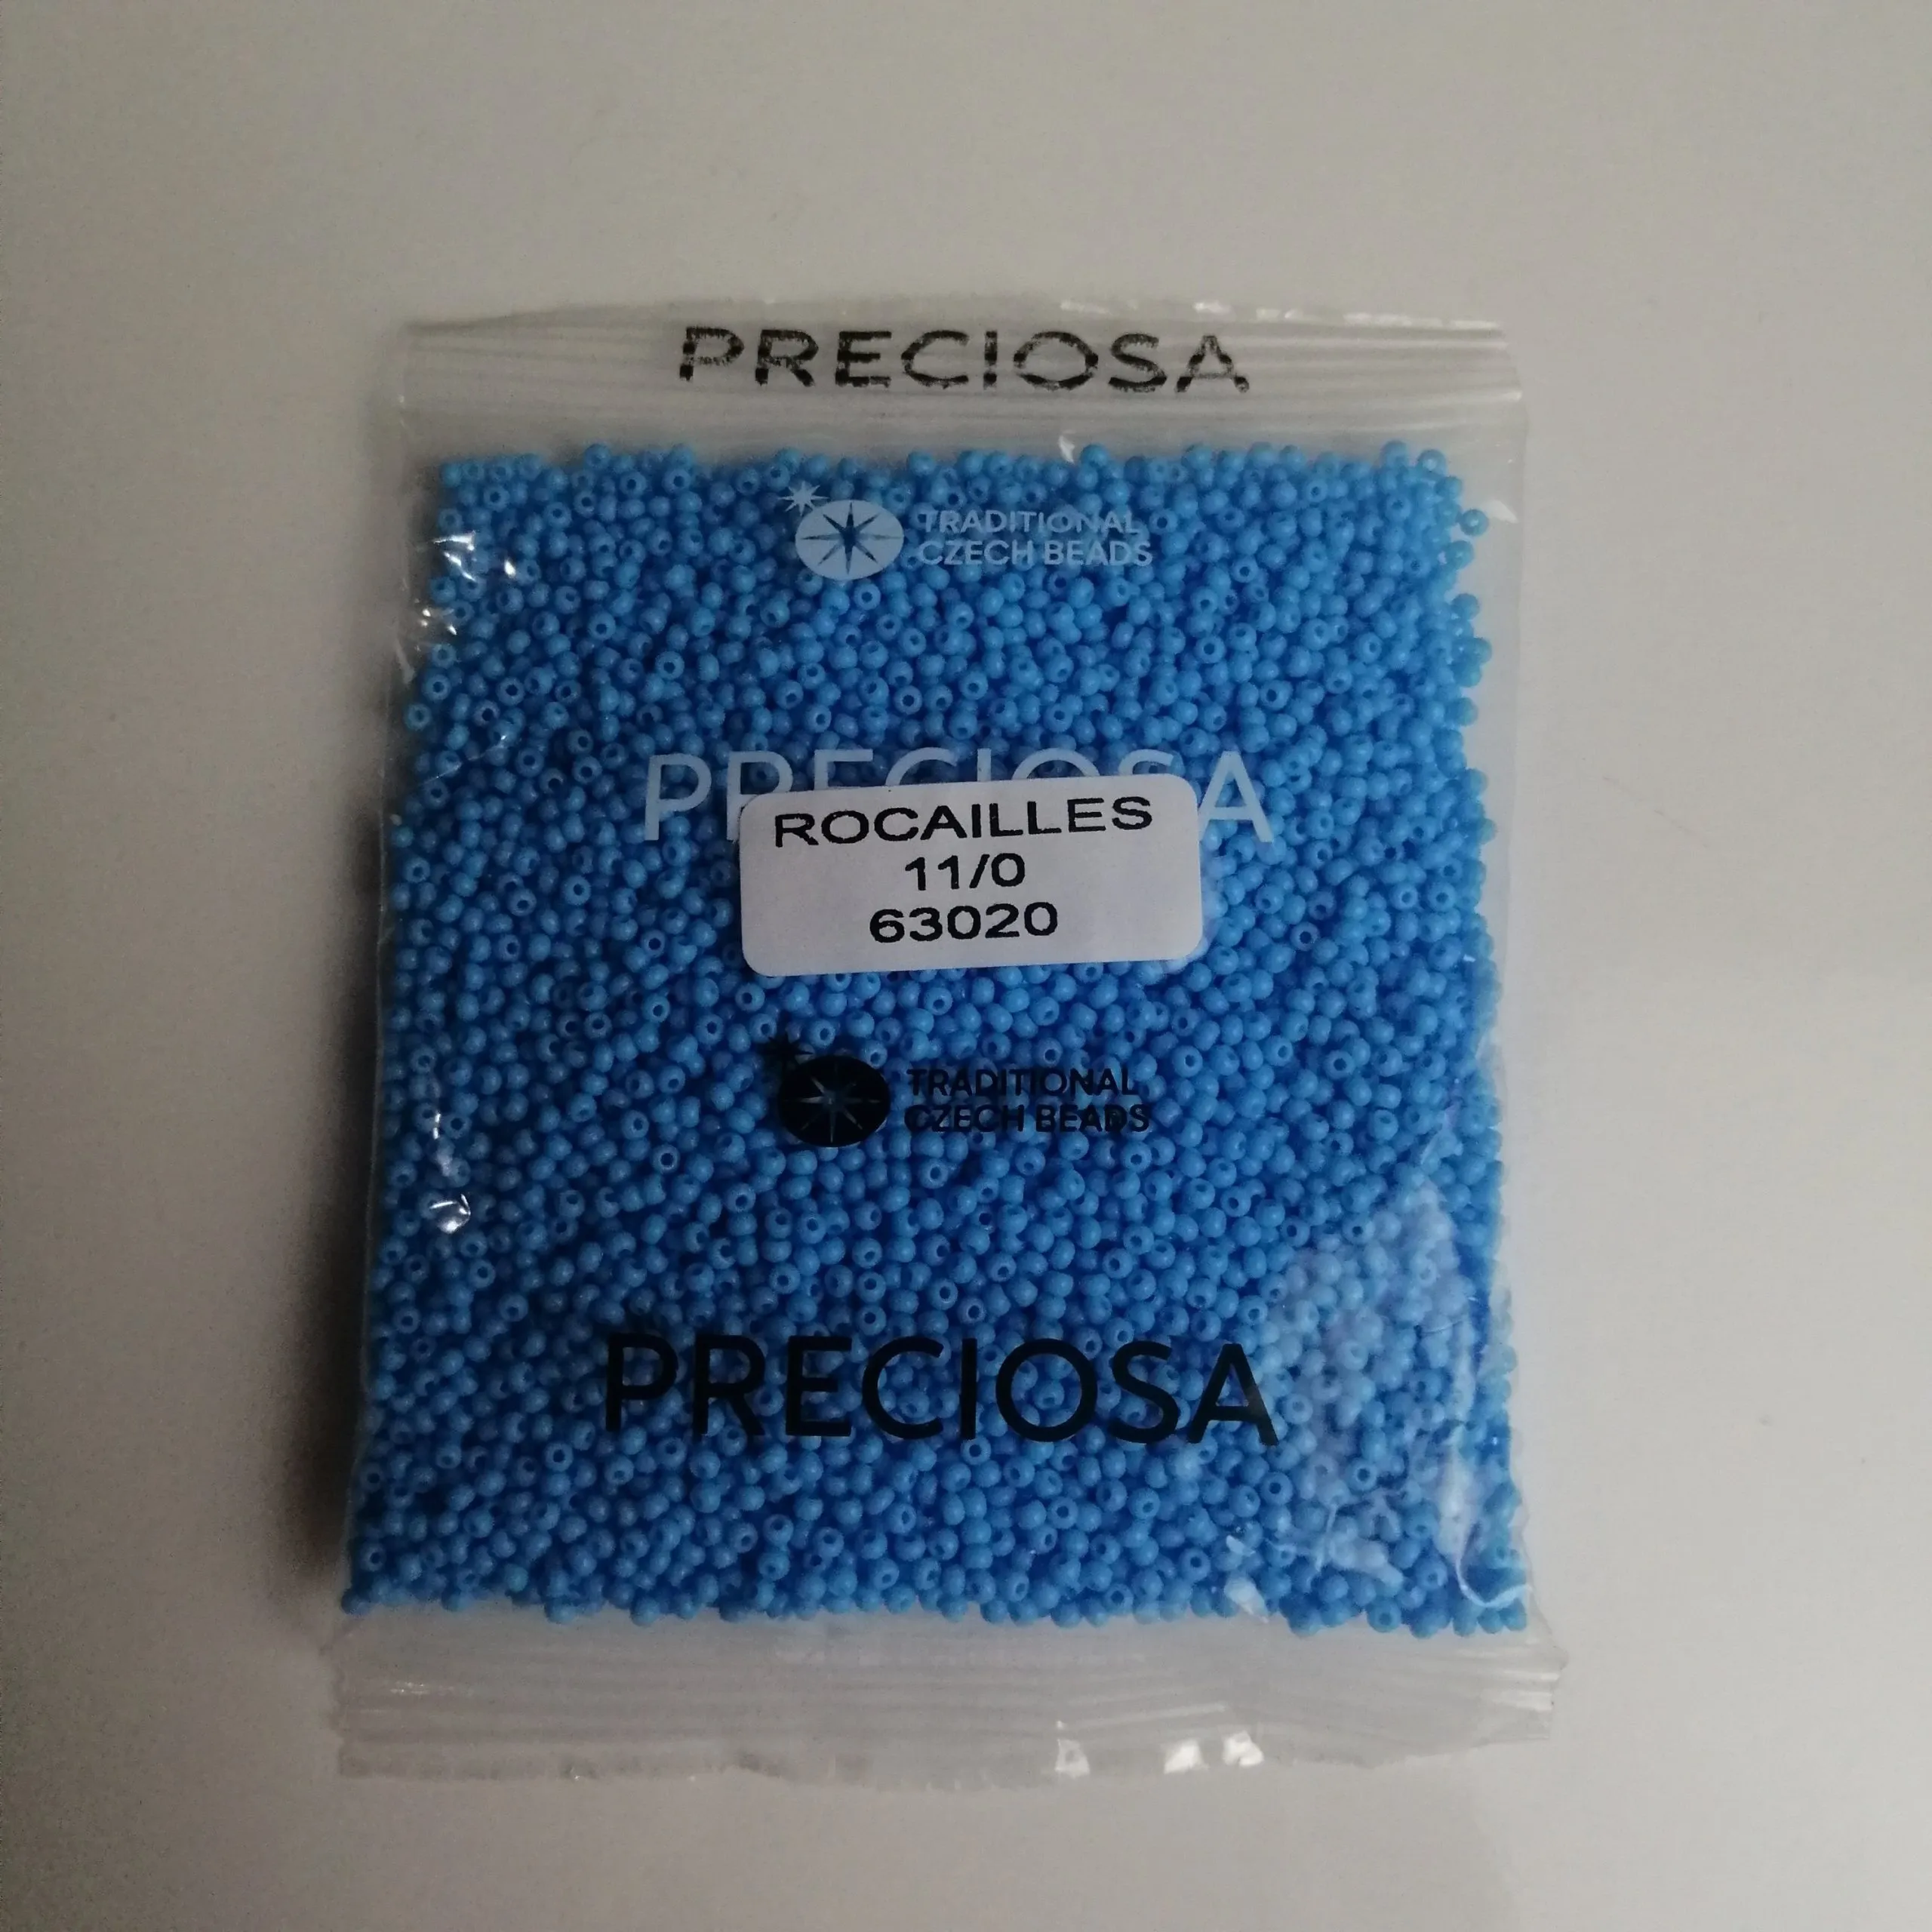 PRECIOSA
TRADITIONAL
CZECH BEADS
PRECIOSA
ROCAILLES
11/0
63020
TRADITIONAL
CZECH BEADS
PRECIOSA